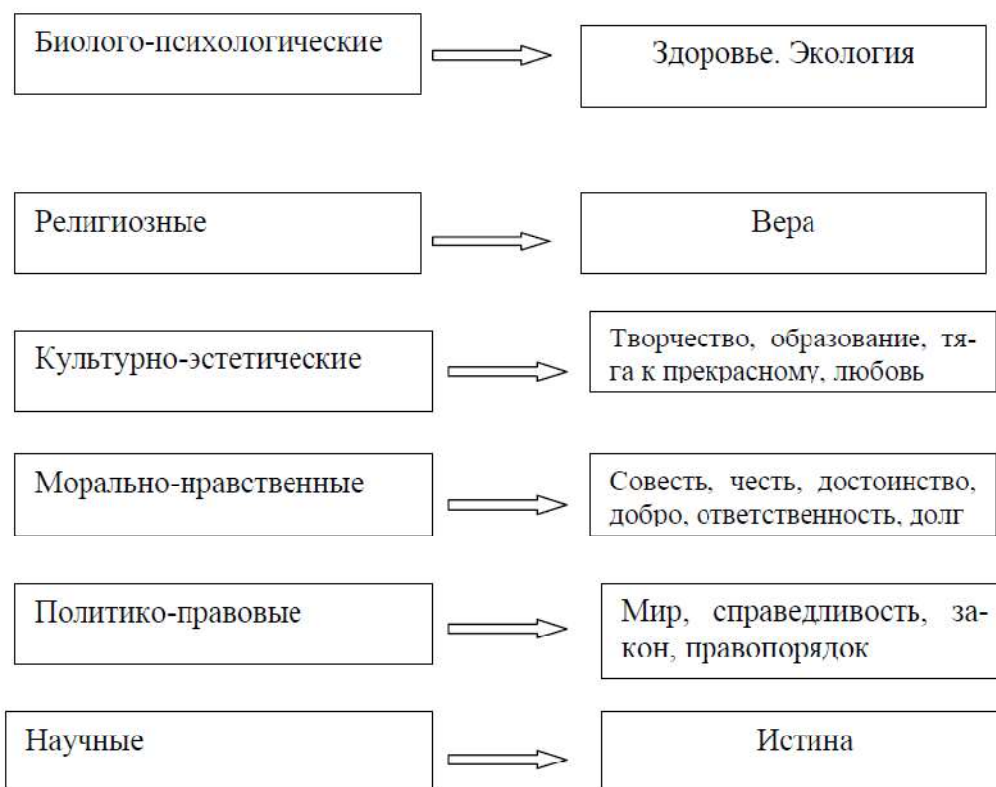 Биолого-психологические
Здоровье. Экология
Религиозные
Вера
Культурно-эстетические
Творчество, образование, тя-
га к прекрасному, любовь
Морально-нравственные
Совесть, честь, достоинство,
добро, ответственность, долг
Политико-правовые
Мир, справедливость, за-
кон, правопорядок
Научные
Истина